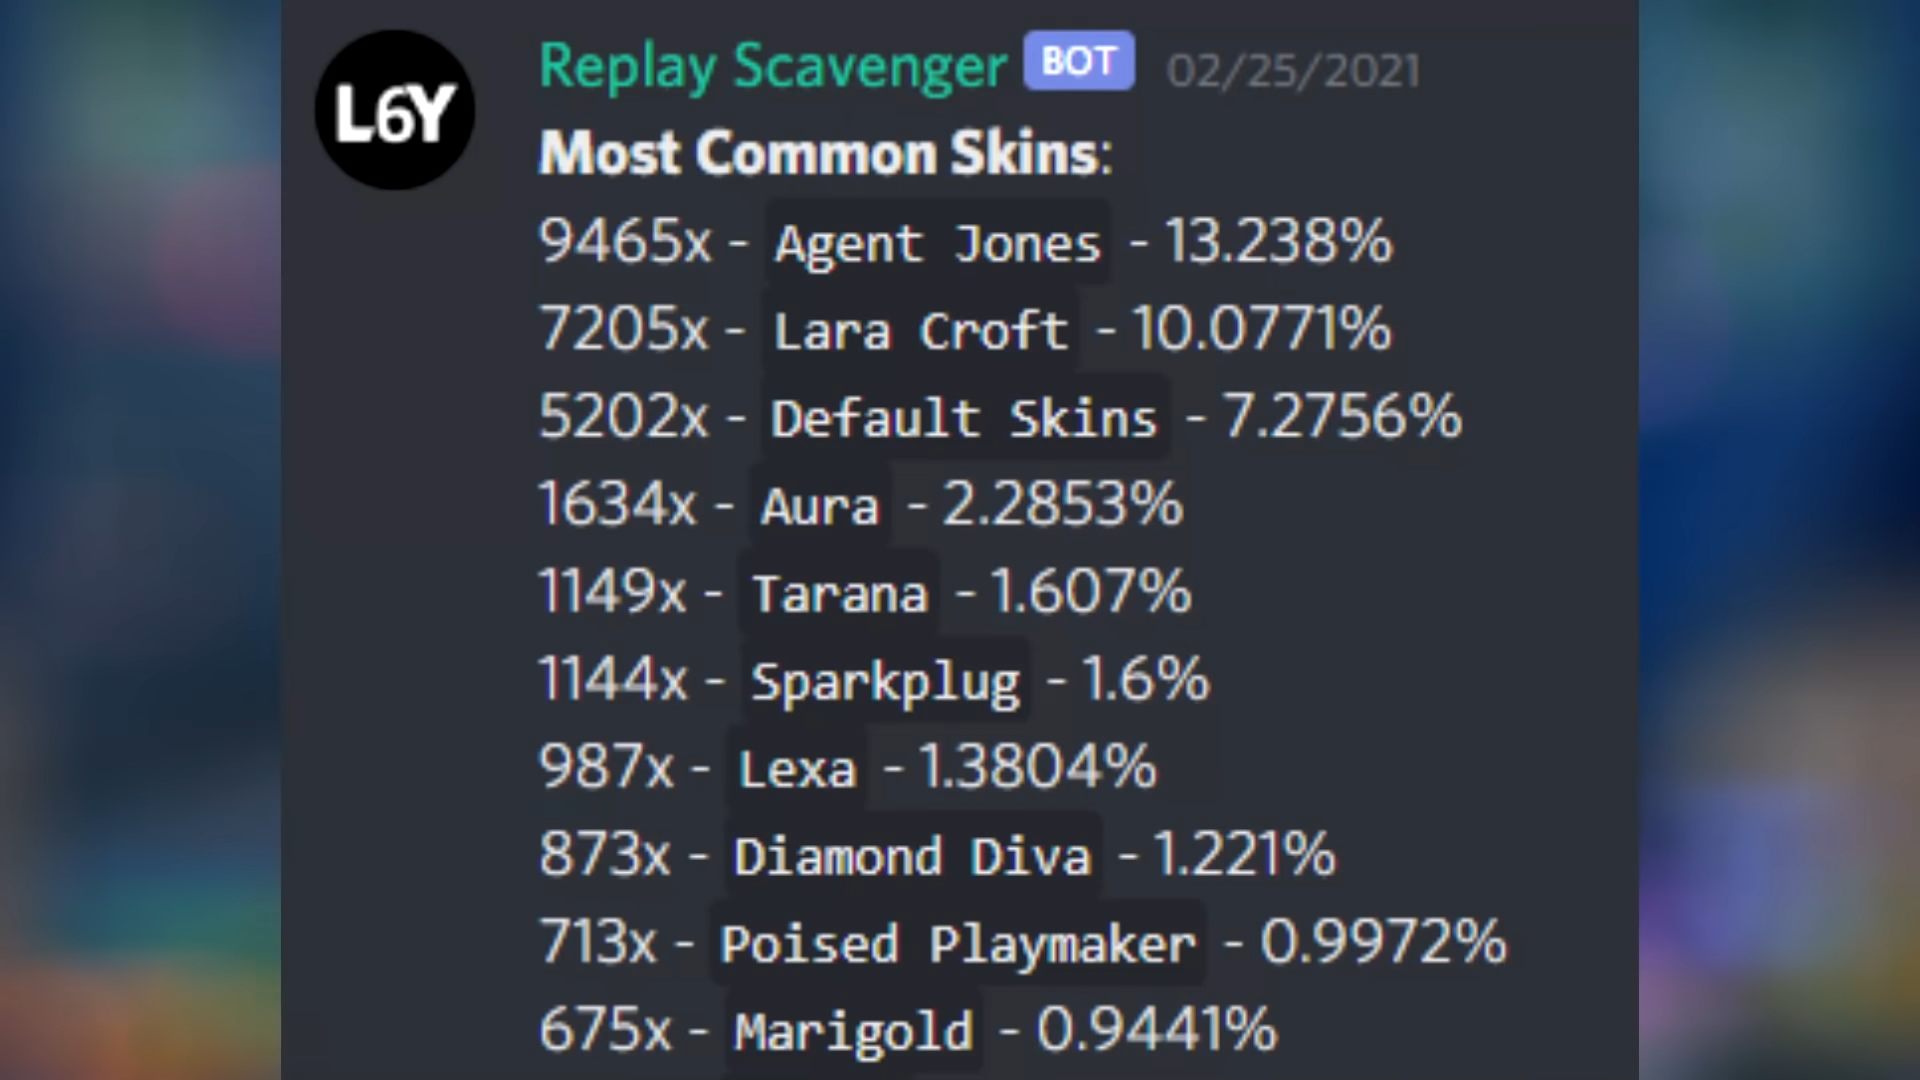 L6Y
Replay Scavenger BOT 02/25/2021
Most Common Skins:
9465x - Agent Jones - 13.238%
7205x - Lara Croft - 10.0771%
5202x - Default Skins - 7.2756%
1634x - Aura - 2.2853%
1149x - Tarana - 1.607%
1144x - Sparkplug - 1.6%
987x - Lexa - 1.3804%
873x - Diamond Diva - 1.221%
713x - Poised Playmaker - 0.9972%
675x - Marigold - 0.9441%